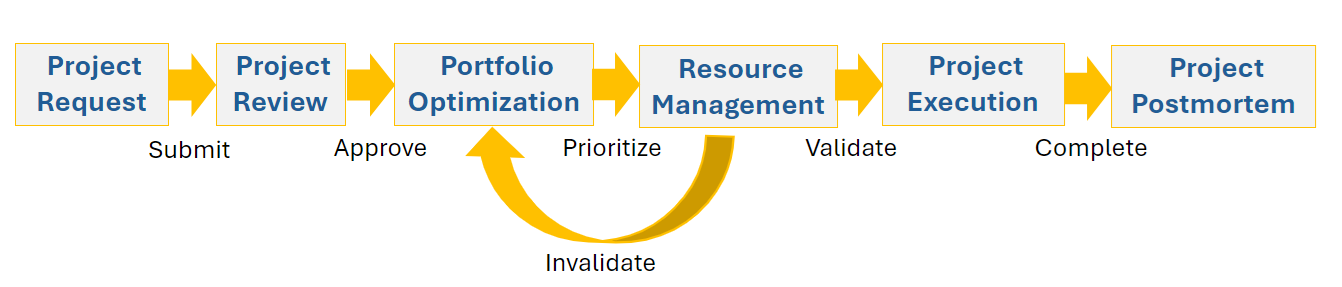 Project
Request
Project
Review
Portfolio
Optimization
Resource
Management
Project
Execution
Project
Postmortem
Submit
Approve
Prioritize
Validate
Complete
Invalidate